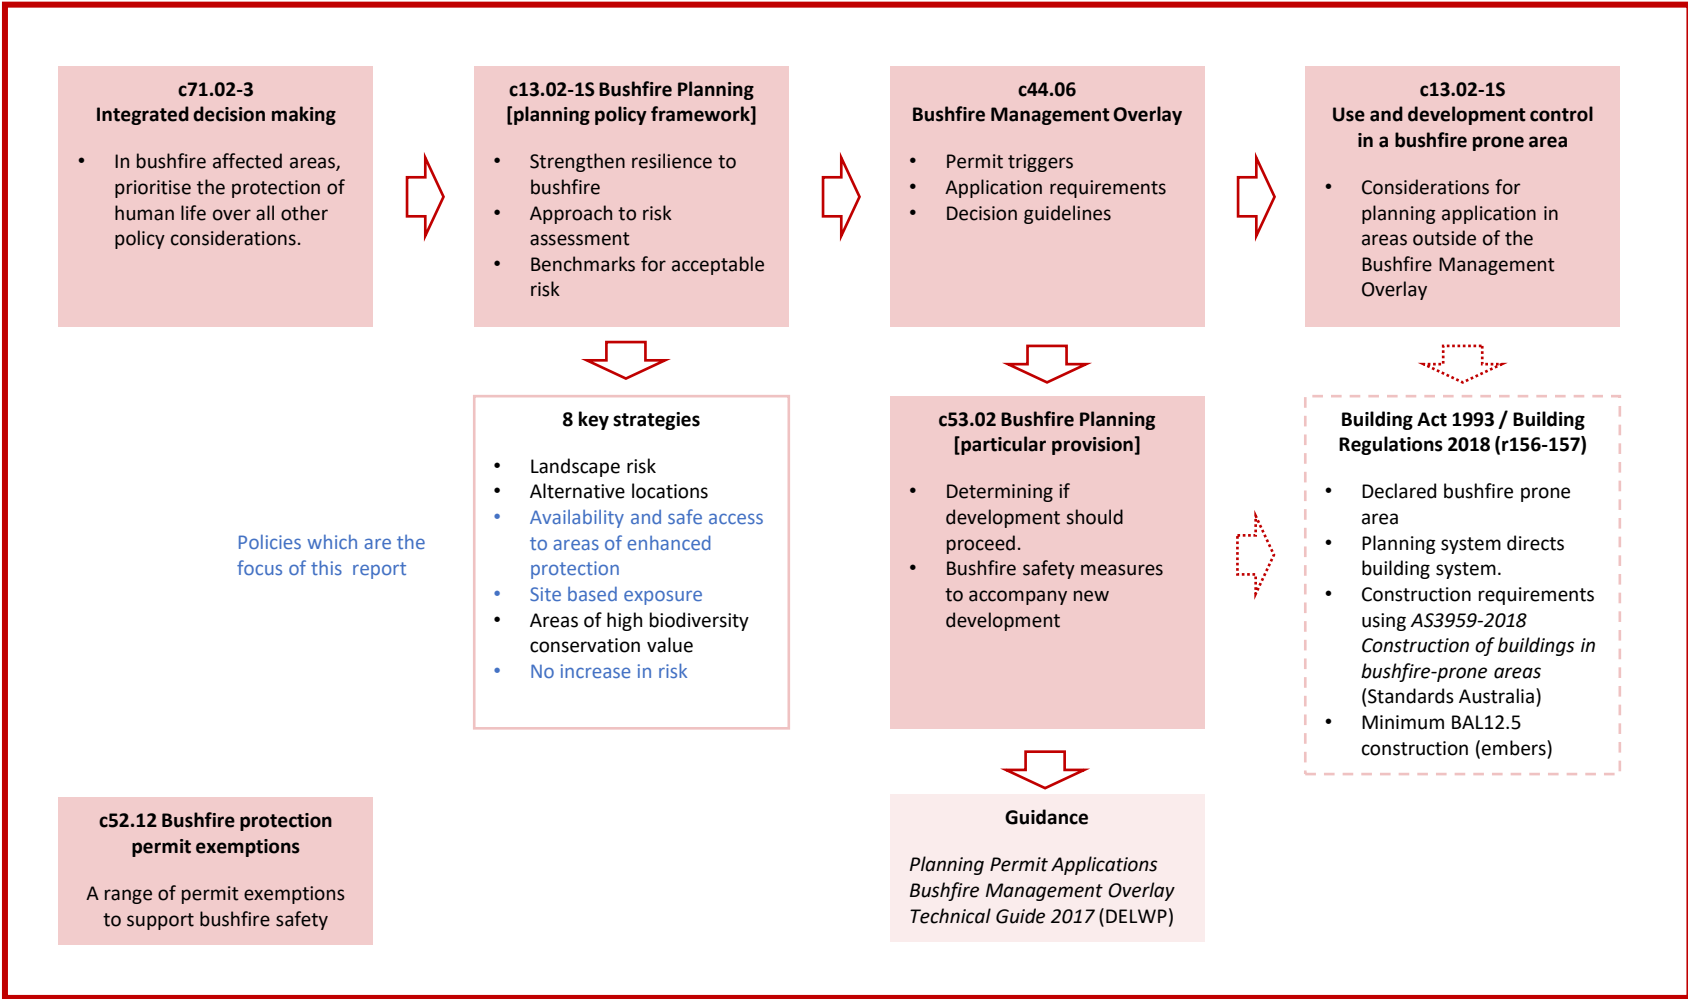 c71.02-3
Integrated decision making
• In bushfire affected areas,
prioritise the protection of
human life over all other
policy considerations.
c13.02-1S Bushfire Planning
[planning policy framework]
• Strengthen resilience to
bushfire
• Approach to risk
assessment
• Benchmarks for acceptable
risk
c44.06
Bushfire Management Overlay
• Permit triggers
• Application requirements
• Decision guidelines
c13.02-1S
Use and development control
in a bushfire prone area
• Considerations for
planning application in
areas outside of the
Bushfire Management
Overlay
Policies which are the
focus of this report
8 key strategies
• Landscape risk
• Alternative locations
• Availability and safe access
to areas of enhanced
protection
• Site based exposure
• Areas of high biodiversity
conservation value
• No increase in risk
c53.02 Bushfire Planning
[particular provision]
• Determining if
development should
proceed.
• Bushfire safety measures
to accompany new
development
Building Act 1993 / Building
Regulations 2018 (r156-157)
• Declared bushfire prone
area
• Planning system directs
building system.
• Construction requirements
using AS3959-2018
Construction of buildings in
bushfire-prone areas
(Standards Australia)
• Minimum BAL12.5
construction (embers)
c52.12 Bushfire protection
permit exemptions
A range of permit exemptions
to support bushfire safety
Guidance
Planning Permit Applications
Bushfire Management Overlay
Technical Guide 2017 (DELWP)